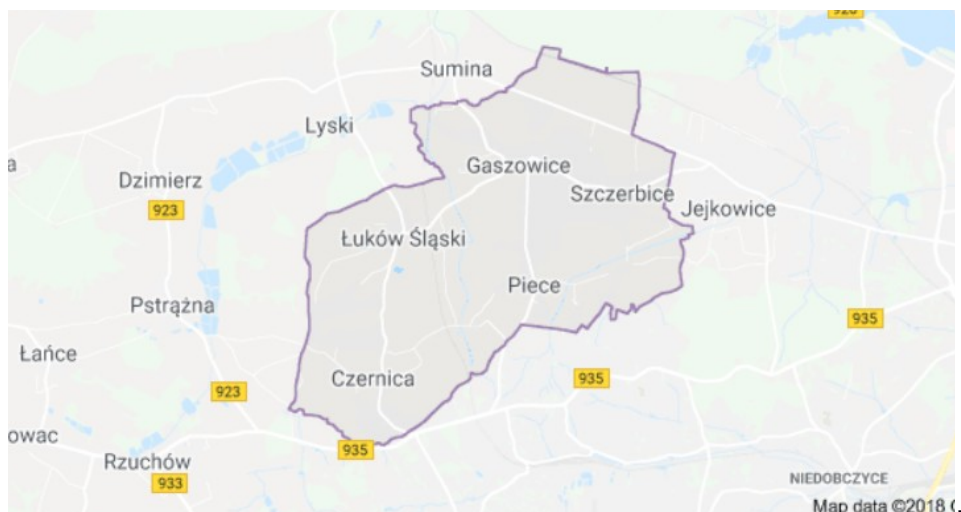 920
Sumina
Lyski
a
Gaszowice
Dzimierz
Szczerbice
923
Jejkowice
Łuków Śląski
Piece
Pstrążna
935
Łańce
Czernica
935
923
owac
935
Rzuchów
933
NIEDOBCZYCE
Map data ©2018